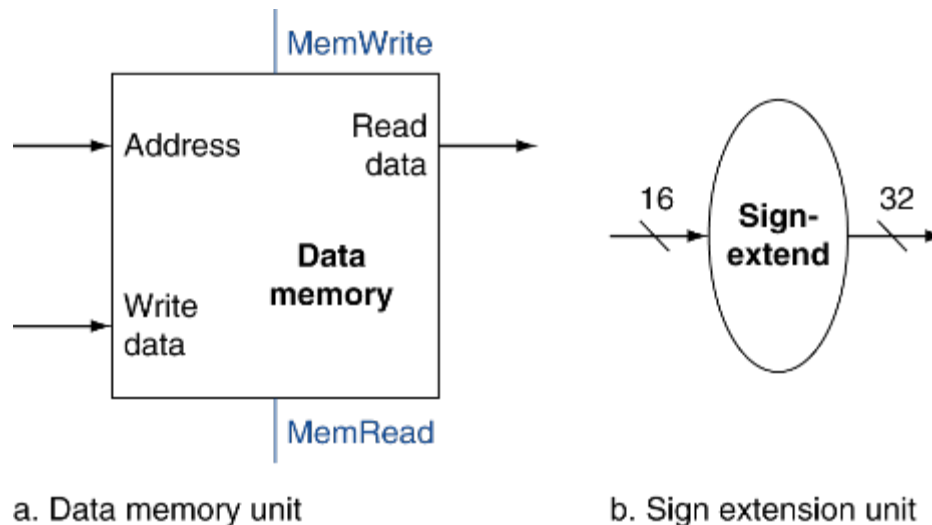 MemWrite
Address
Read
data
Data
memory
Write
data
MemRead
a. Data memory unit
16
Sign-
extend
32
b. Sign extension unit